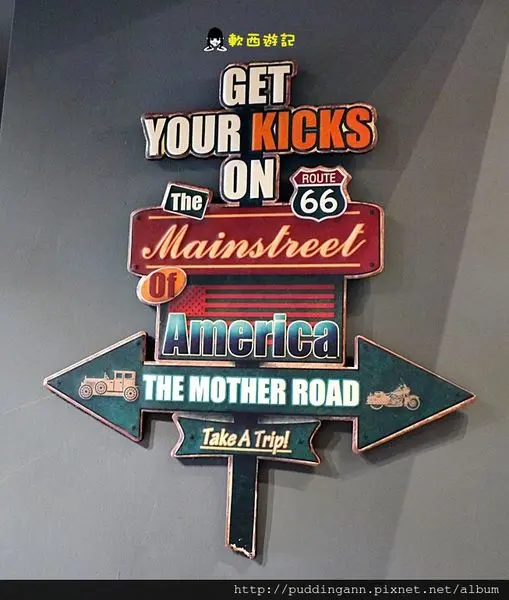 軟西遊記
GET
YOUR KICKS
ON
ROUTE
66
The
Mainstreet
Of
America
THE MOTHER ROAD
Take A Trip!
http://puddingann.pixnet.net/album